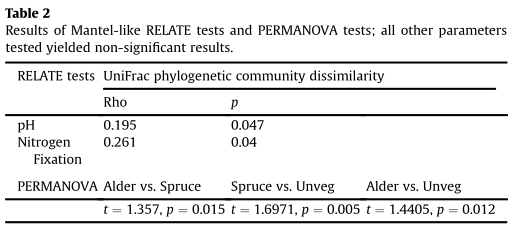 Table 2
Results of Mantel-like RELATE tests and PERMANOVA tests; all other parameters
tested yielded non-significant results.
RELATE tests UniFrac phylogenetic community dissimilarity
Rho p
pH 0.195 0.047
Nitrogen 0.261 0.04
Fixation
PERMANOVA Alder vs. Spruce Spruce vs. Unveg Alder vs. Unveg
t = 1.357, p = 0.015 t = 1.6971, p = 0.005 t = 1.4405, p = 0.012